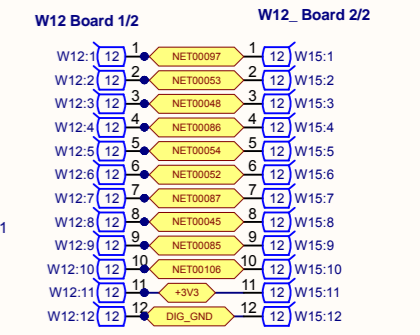 W12 Board 1/2 W12_ Board 2/2
W12:1 12 1 NET00097 1 12 W15:1
W12:2 12 2 NET00053 2 12 W15:2
W12:3 12 3 NET00048 3 12 W15:3
W12:4 12 4 NET00086 4 12 W15:4
W12:5 12 5 NET00054 5 12 W15:5
W12:6 12 6 NET00052 6 12 W15:6
W12:7 12 7 NET00087 7 12 W15:7
1 W12:8 12 8 NET00045 8 12 W15:8
W12:9 12 9 NET00085 9 12 W15:9
W12:10 12 10 NET00106 10 12 W15:10
W12:11 12 11 +3V3 11 12 W15:11
W12:12 12 12 DIG_GND 12 12 W15:12